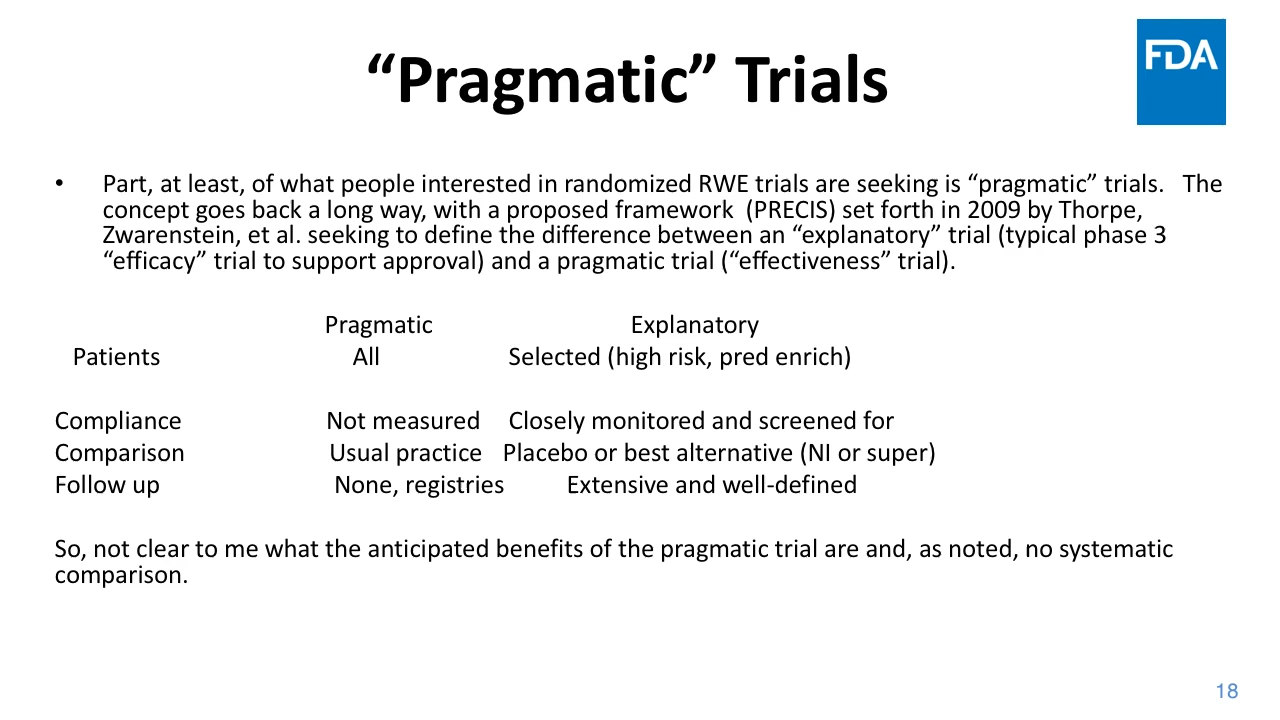 “Pragmatic” Trials
FDA
• Part, at least, of what people interested in randomized RWE trials are seeking is “pragmatic” trials. The
concept goes back a long way, with a proposed framework (PRECIS) set forth in 2009 by Thorpe,
Zwarenstein, et al. seeking to define the difference between an “explanatory” trial (typical phase 3
“efficacy” trial to support approval) and a pragmatic trial (“effectiveness” trial).
Pragmatic Explanatory
Patients All Selected (high risk, pred enrich)
Compliance Not measured Closely monitored and screened for
Comparison Usual practice Placebo or best alternative (NI or super)
Follow up None, registries Extensive and well-defined
So, not clear to me what the anticipated benefits of the pragmatic trial are and, as noted, no systematic
comparison.
18